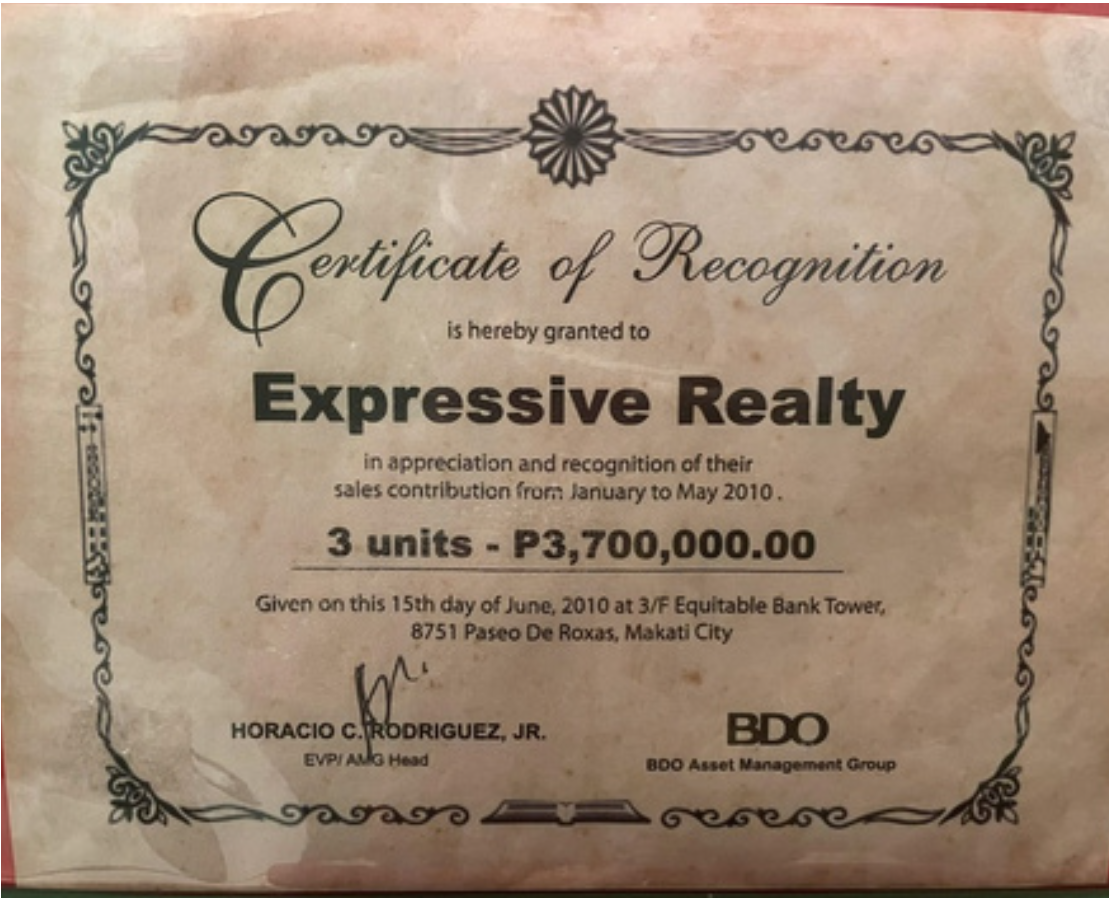 Certificate of Recognition
is hereby granted to
Expressive Realty
in appreciation and recognition of their
sales contribution from January to May 2010 .
3 units - P3,700,000.00
Given on this 15th day of June, 2010 at 3/F Equitable Bank Tower,
8751 Paseo De Roxas, Makati City
HORACIO C. RODRIGUEZ, JR.
EVP/ AMG Head
BDO
BDO Asset Management Group